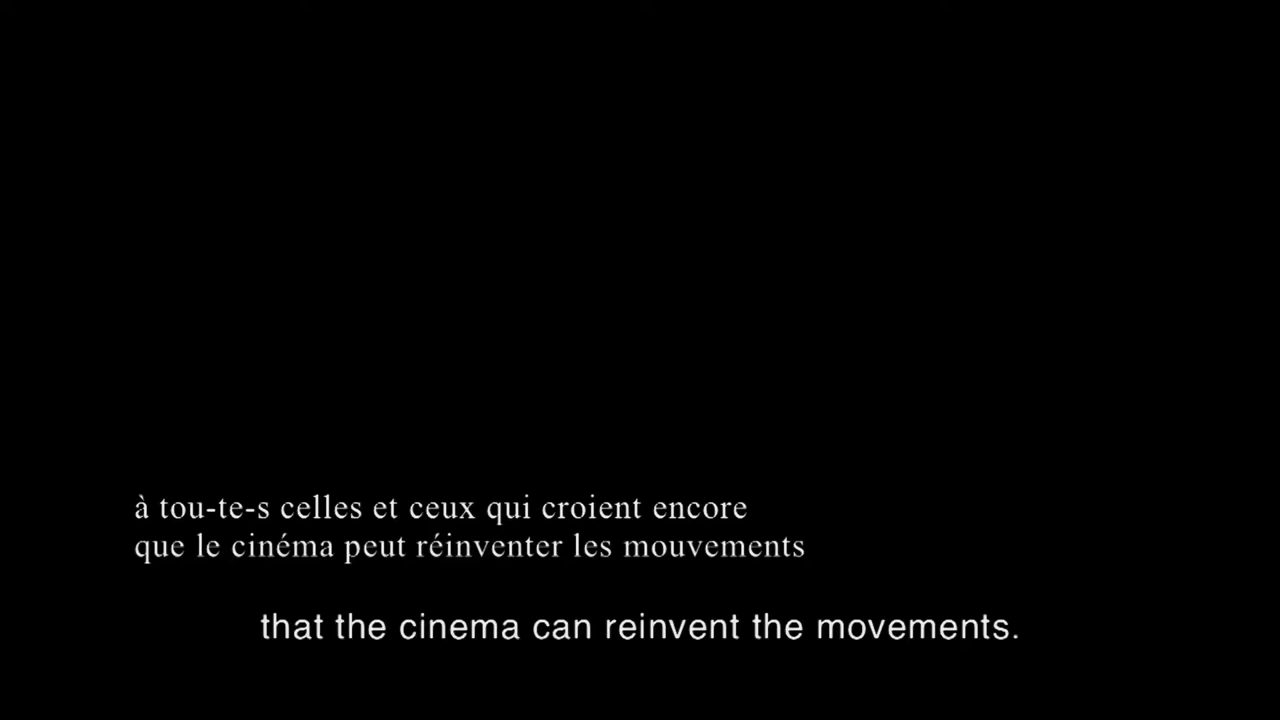 à tou-te-s celles et ceux qui croient encore
que le cinéma peut réinventer les mouvements
that the cinema can reinvent the movements.